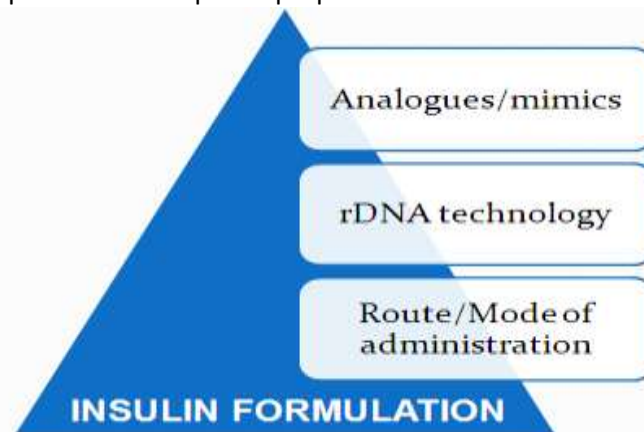 Analogues/mimics
rDNA technology
Route/Mode of
administration
INSULIN FORMULATION